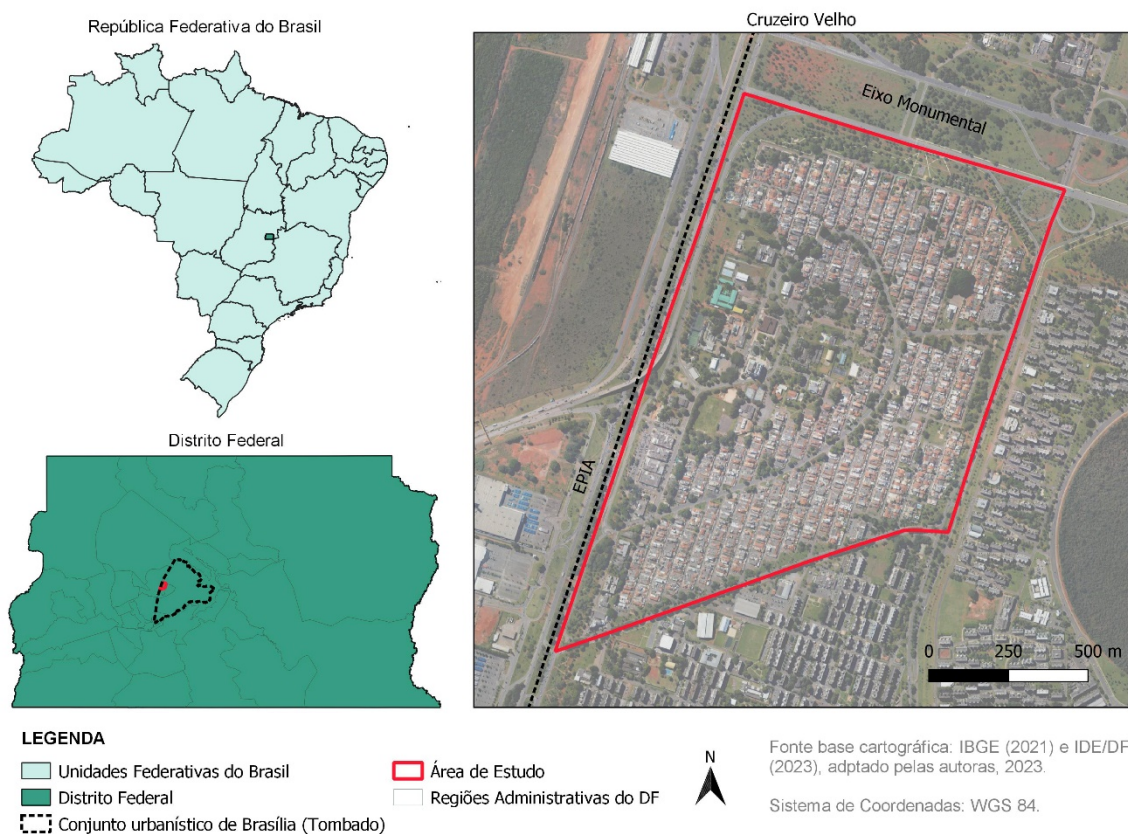 República Federativa do Brasil
Cruzeiro Velho
Eixo Monumental
EPIA
0 250 500 m
Distrito Federal
LEGENDA
Unidades Federativas do Brasil
Distrito Federal
Conjunto urbanístico de Brasília (Tombado)
Área de Estudo
Regiões Administrativas do DF
N
Fonte base cartográfica: IBGE (2021) e IDE/DF
(2023), adptado pelas autoras, 2023.
Sistema de Coordenadas: WGS 84.